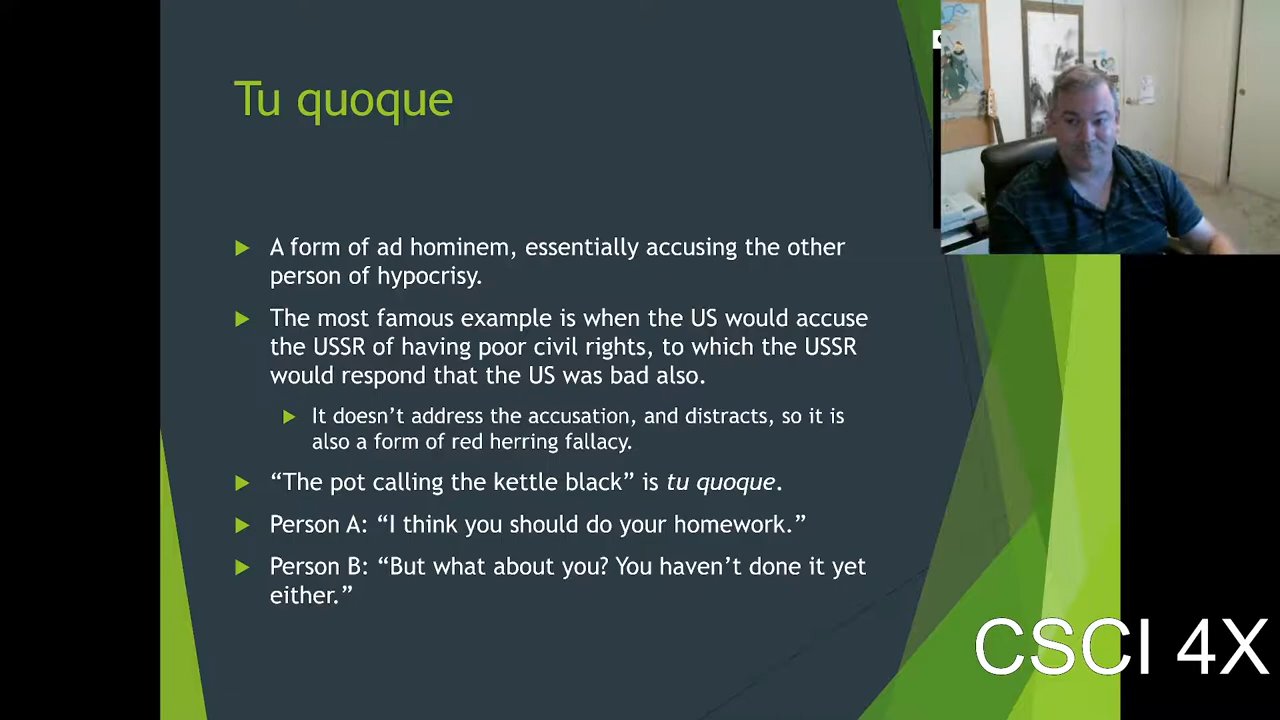 Tu quoque
A form of ad hominem, essentially accusing the other
person of hypocrisy.
The most famous example is when the US would accuse
the USSR of having poor civil rights, to which the USSR
would respond that the US was bad also.
It doesn’t address the accusation, and distracts, so it is
also a form of red herring fallacy.
“The pot calling the kettle black” is tu quoque.
Person A: “I think you should do your homework.”
Person B: “But what about you? You haven’t done it yet
either.”
CSCI 4X